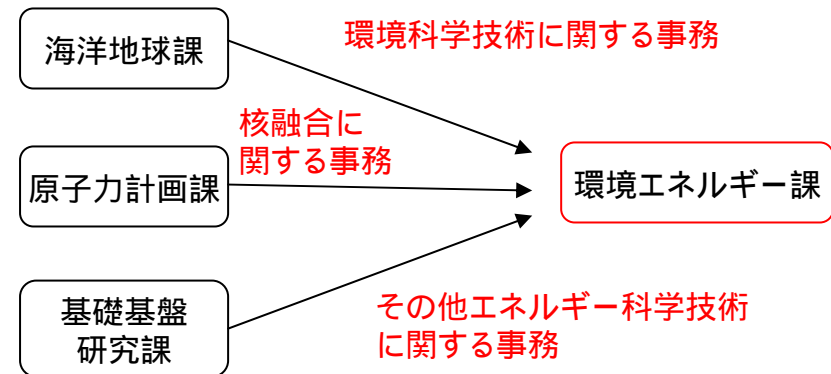 海洋地球課
環境科学技術に関する事務
核融合に
関する事務
原子力計画課
環境エネルギー課
基礎基盤
研究課
その他エネルギー科学技術
に関する事務